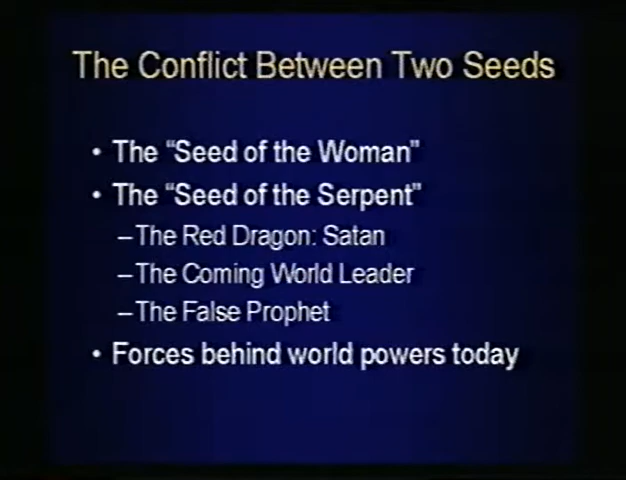 The Conflict Between Two Seeds
• The “Seed of the Woman”
• The “Seed of the Serpent”
–The Red Dragon: Satan
–The Coming World Leader
–The False Prophet
• Forces behind world powers today